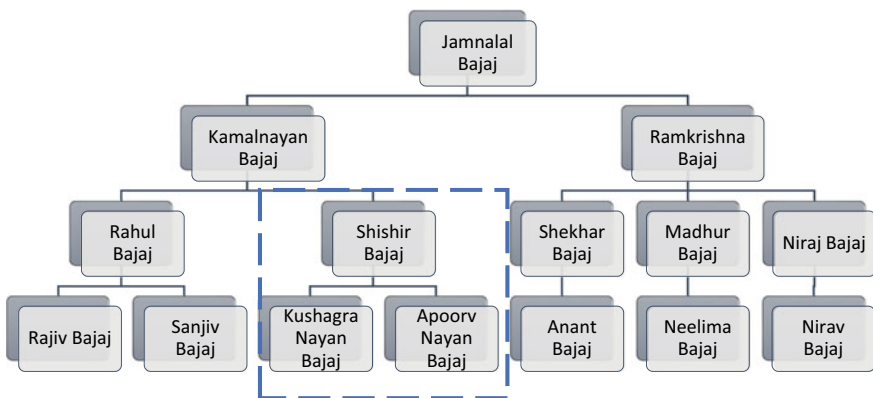 Jamnalal
Bajaj
Kamalnayan
Bajaj
Ramkrishna
Bajaj
Rahul
Bajaj
Shishir
Bajaj
Shekhar
Bajaj
Madhur
Bajaj
Niraj Bajaj
Rajiv Bajaj
Sanjiv
Bajaj
Kushagra
Nayan
Bajaj
Apoorv
Nayan
Bajaj
Anant
Bajaj
Neelima
Bajaj
Nirav
Bajaj